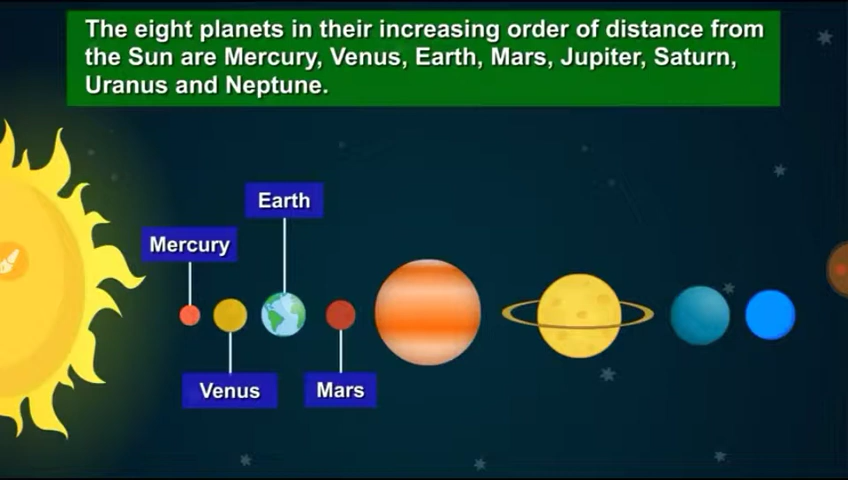 The eight planets in their increasing order of distance from
the Sun are Mercury, Venus, Earth, Mars, Jupiter, Saturn,
Uranus and Neptune.
Earth
Mercury
Venus
Mars